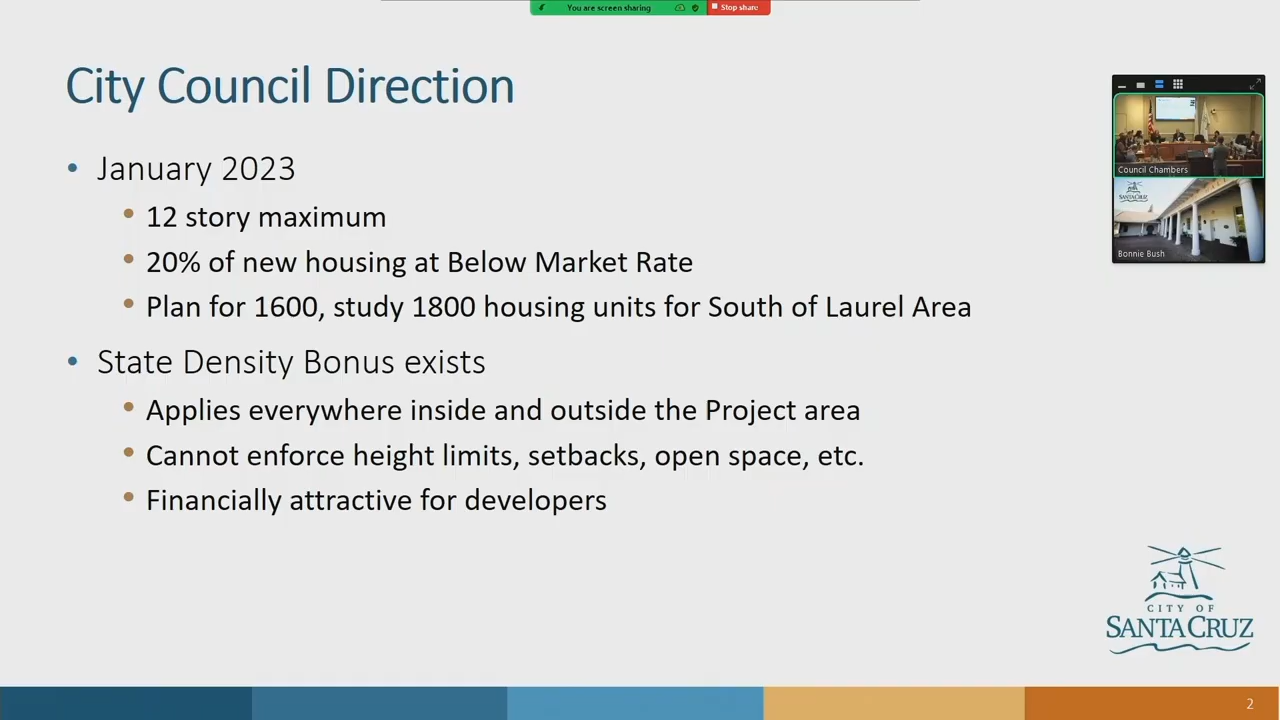 You are screen sharing
Stop share
City Council Direction
• January 2023
• 12 story maximum
• 20% of new housing at Below Market Rate
• Plan for 1600, study 1800 housing units for South of Laurel Area
• State Density Bonus exists
• Applies everywhere inside and outside the Project area
• Cannot enforce height limits, setbacks, open space, etc.
• Financially attractive for developers
Council Chambers
SANTA CRUZ
Bonnie Bush
CITY OF
SANTA CRUZ
2